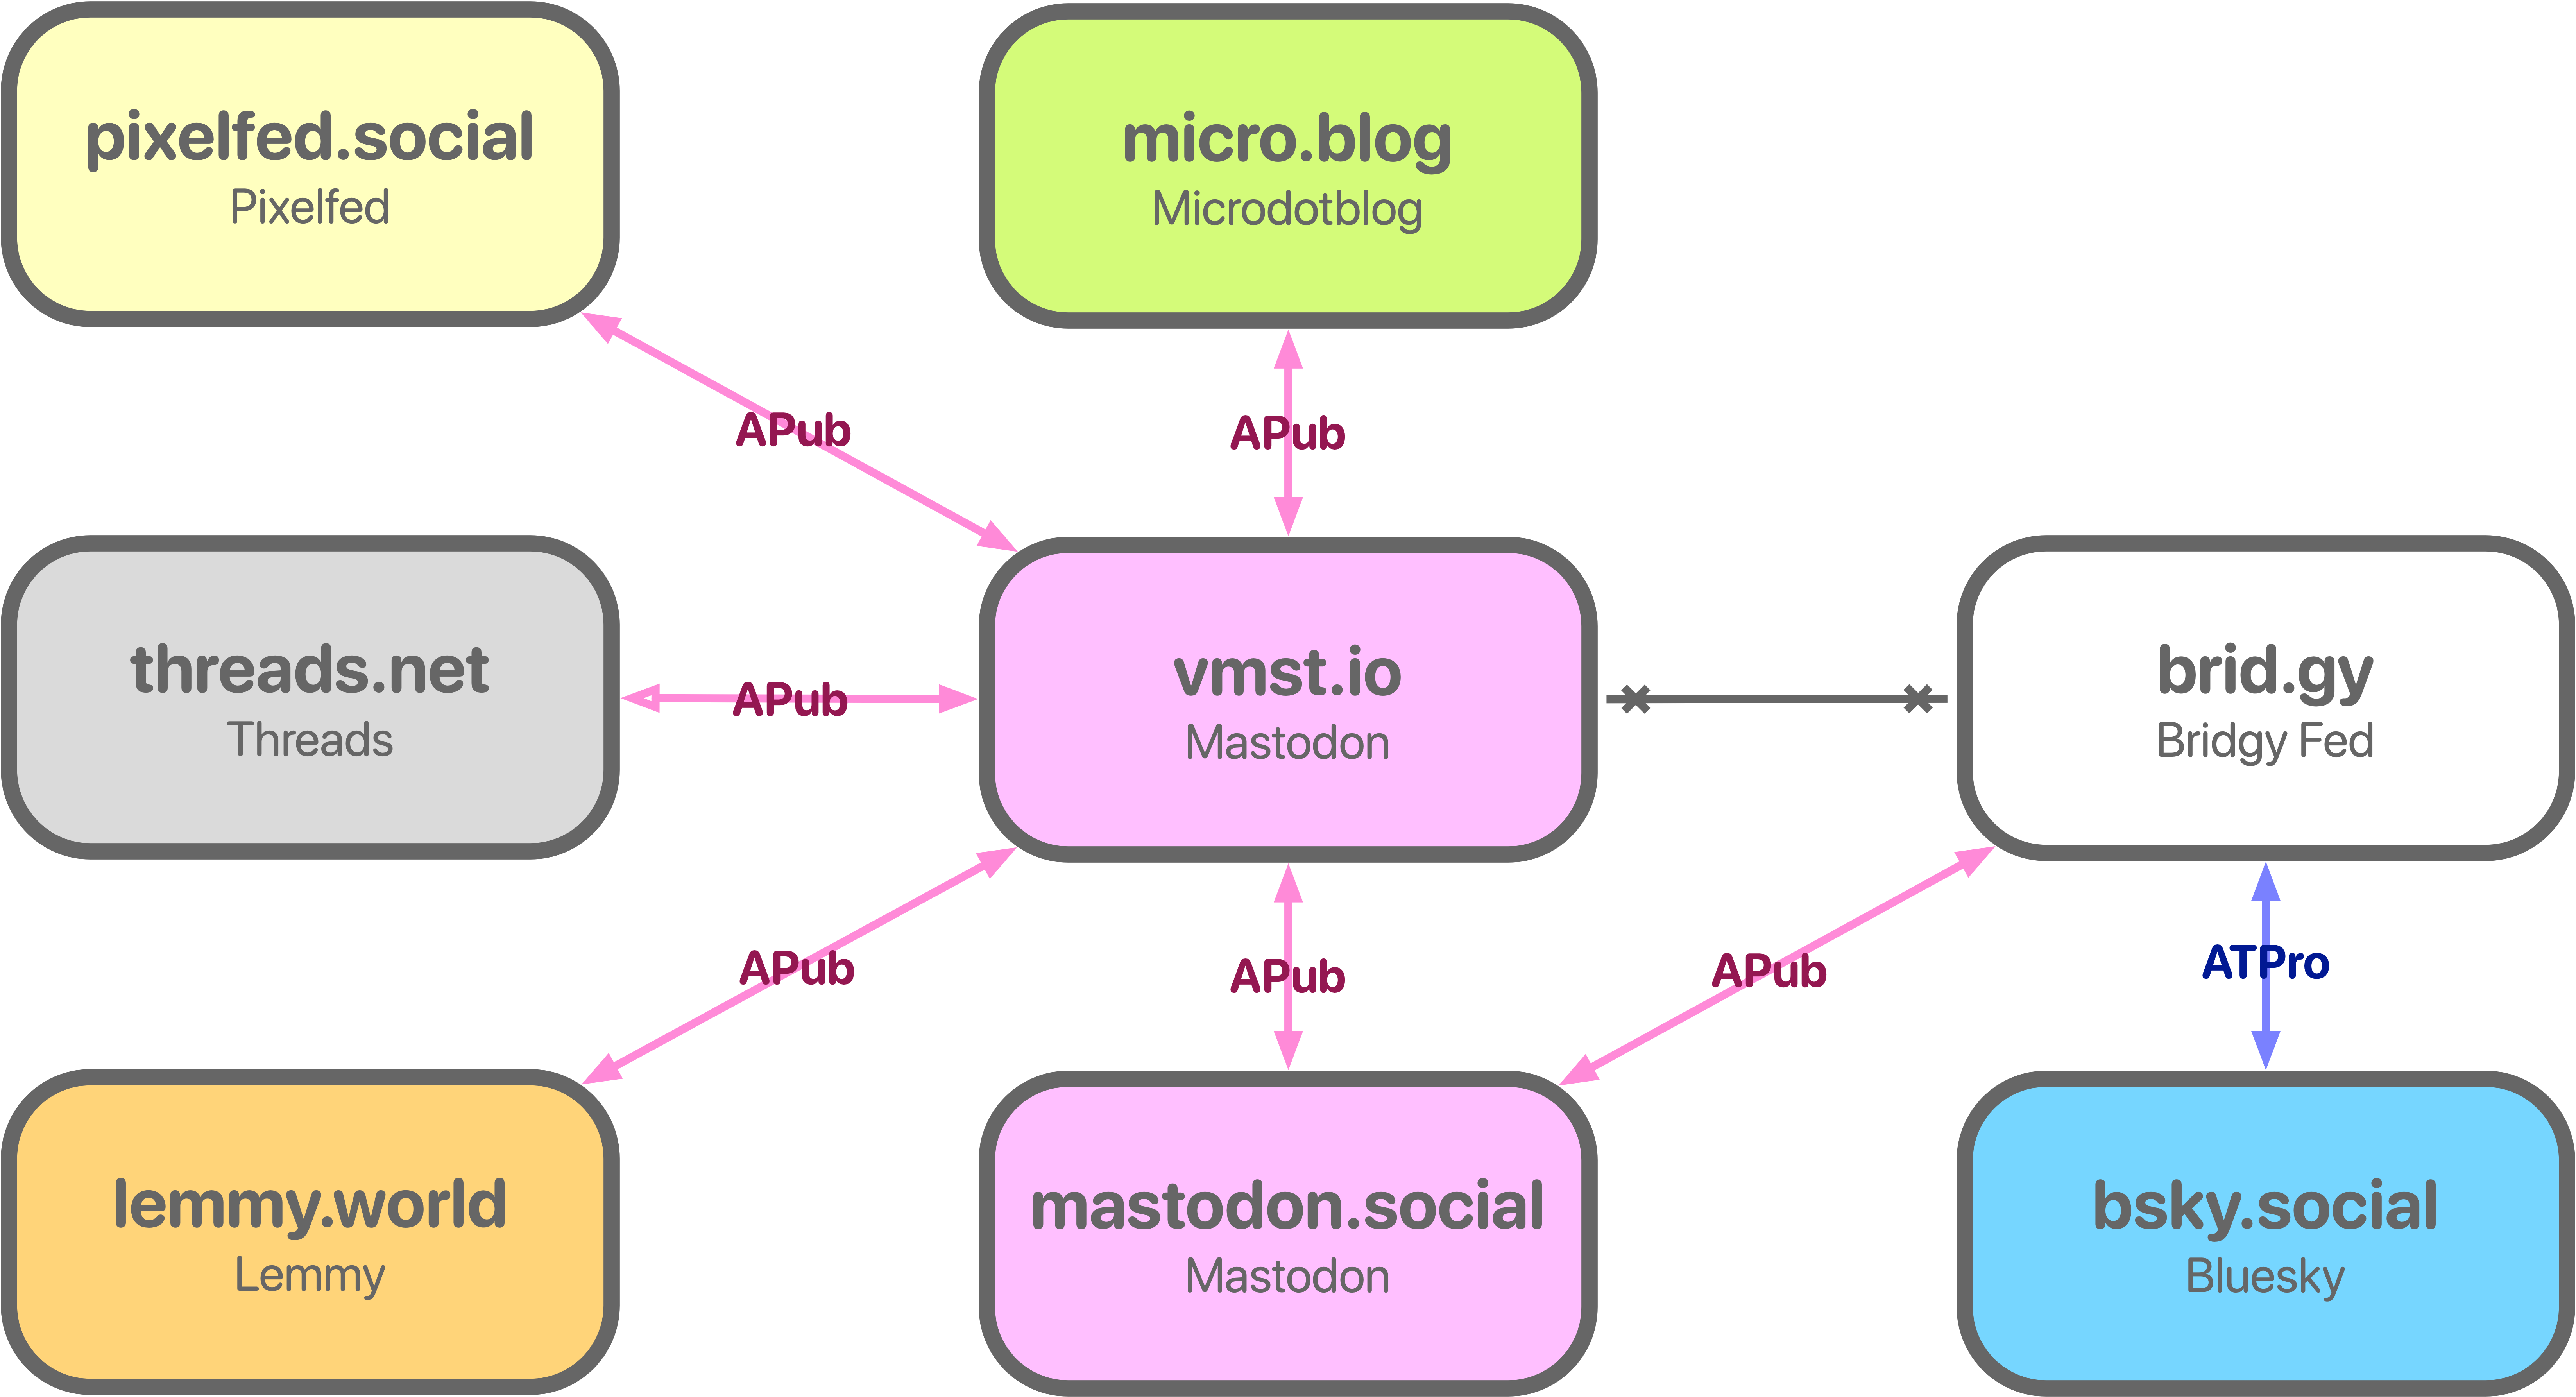 pixelfed.social
Pixelfed
micro.blog
Microdotblog
APub
APub
threads.net
Threads
APub
vmst.io
Mastodon
brid.gy
Bridgy Fed
APub
APub
APub
ATPro
lemmy.world
Lemmy
mastodon.social
Mastodon
bsky.social
Bluesky